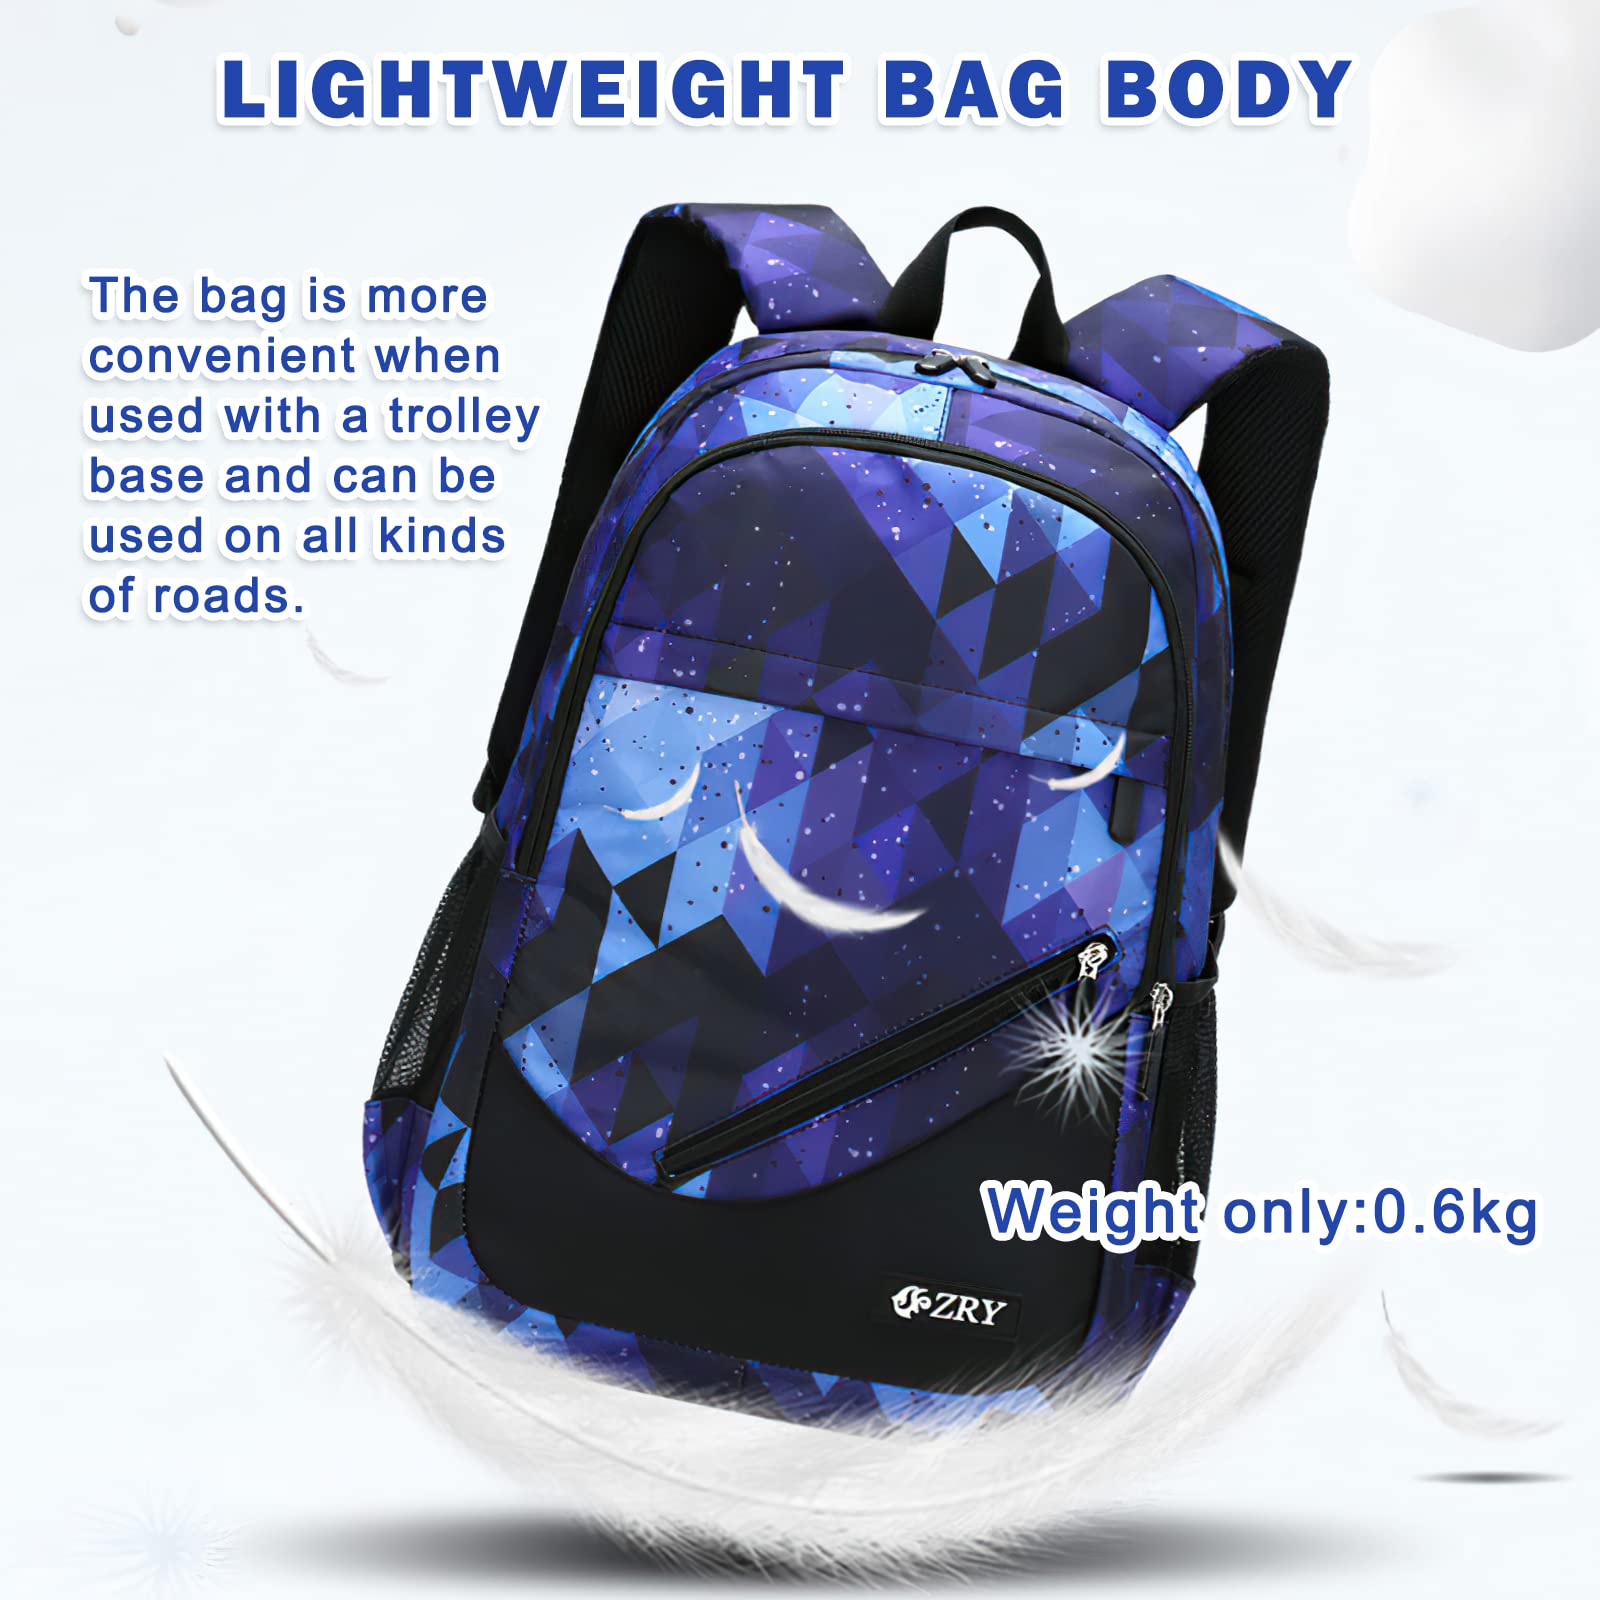 LIGHTWEIGHT BAG BODY
The bag is more
convenient when
used with a trolley
base and can be
used on all kinds
of roads.
Weight only:0.6kg
ZRY